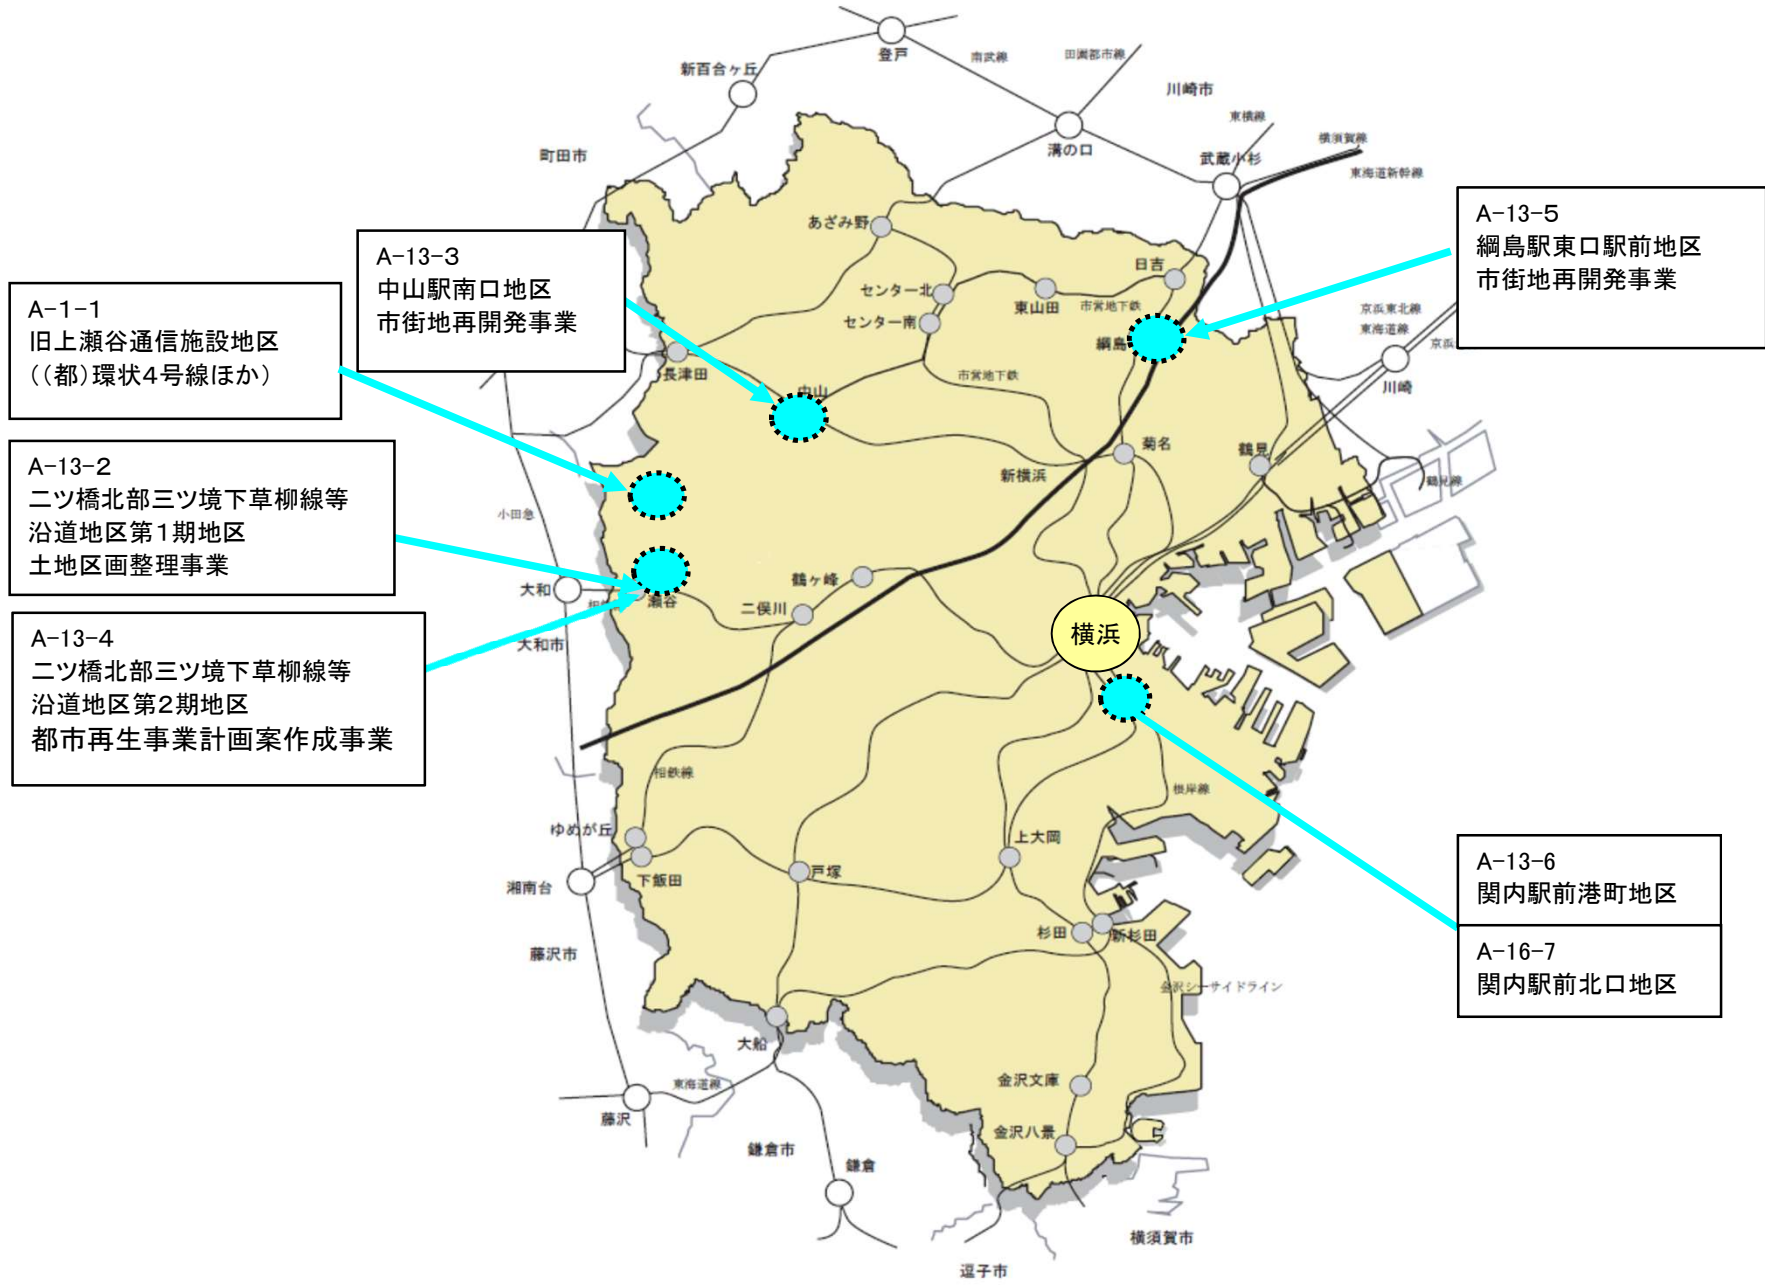 登戸
南武線
田園都市線
新百合ヶ丘
川崎市
東横線
横須賀線
溝の口
町田市
武蔵小杉
東海道新幹線
A-13-5
綱島駅東口駅前地区
市街地再開発事業
あざみ野
A-13-3
中山駅南口地区
市街地再開発事業
日吉
センター北
東山田
市営地下鉄
A-1-1
旧上瀬谷通信施設地区
((都)環状4号線ほか)
センター南
綱島
京浜東北線
東海道線
京浜
長津田
市営地下鉄
川崎
中山
菊名
鶴見
新横浜
鶴見線
A-13-2
二ツ橋北部三ツ境下草柳線等
沿道地区第1期地区
土地区画整理事業
小田急
大和
瀬谷
鶴ヶ峰
二俣川
横浜
大和市
A-13-4
二ツ橋北部三ツ境下草柳線等
沿道地区第2期地区
都市再生事業計画案作成事業
相鉄線
根岸線
ゆめが丘
上大岡
下飯田
戸塚
湘南台
A-13-6
関内駅前港町地区
A-16-7
関内駅前北口地区
杉田
新杉田
藤沢市
金沢シーサイドライン
大船
東海道線
金沢文庫
藤沢
金沢八景
鎌倉市
鎌倉
横須賀市
逗子市